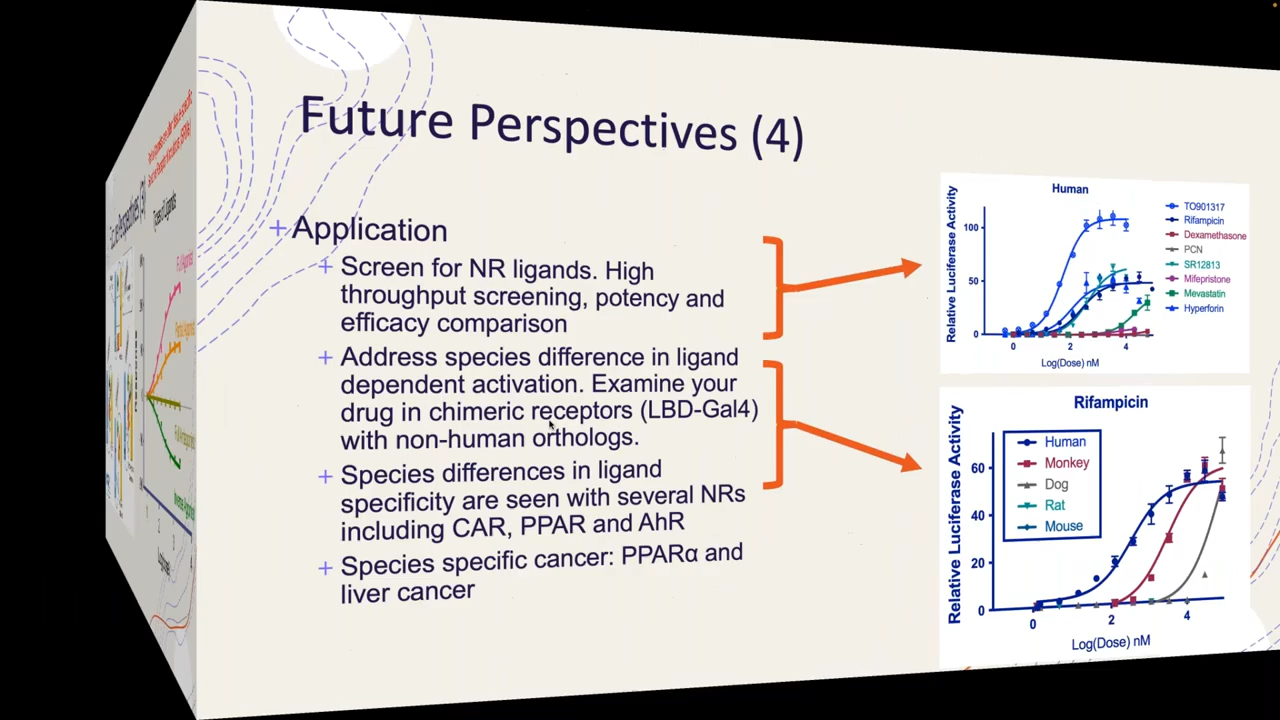 Future Perspectives (4)
Application
Screen for NR ligands. High
throughput screening, potency and
efficacy comparison
Address species difference in ligand
dependent activation. Examine your
drug in chimeric receptors (LBD-Gal4)
with non-human orthologs.
Species differences in ligand
specificity are seen with several NRs
including CAR, PPAR and AhR
Species specific cancer: PPARα and
liver cancer
Human
Relative Luciferase Activity
100
50
0
0
2
4
Log(Dose) nM
TO901317
Rifampicin
Dexamethasone
PCN
SR12813
Mifepristone
Mevastatin
Hyperforin
Rifampicin
Relative Luciferase Activity
60
40
20
0
0
2
4
Log(Dose) nM
Human
Monkey
Dog
Rat
Mouse